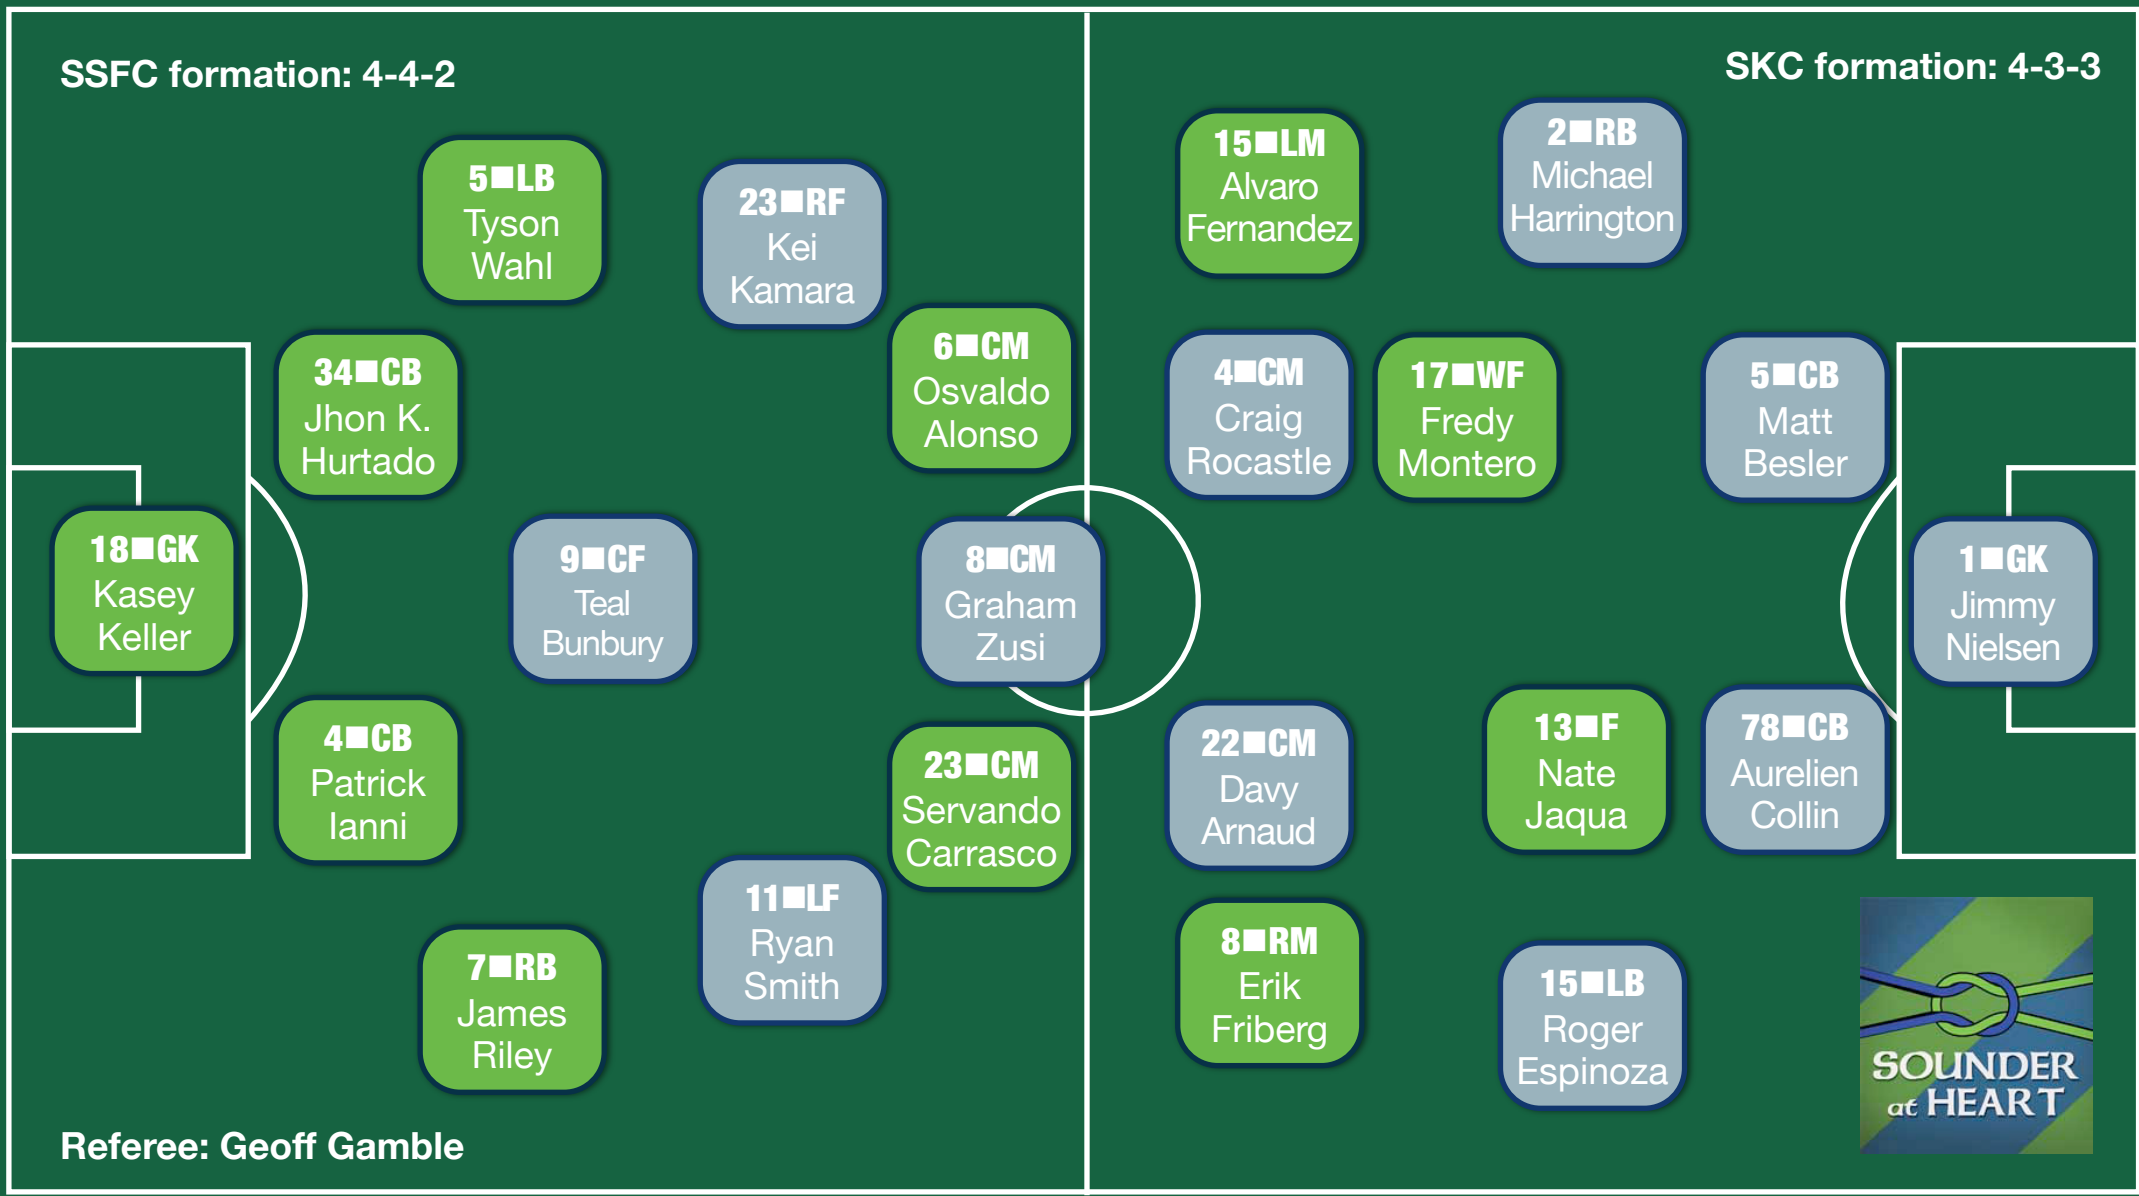 SSFC formation: 4-4-2
SKC formation: 4-3-3
5■LB
Tyson
Wahl
23■RF
Kei
Kamara
15■LM
Alvaro
Fernandez
2■RB
Michael
Harrington
34■CB
Jhon K.
Hurtado
6■CM
Osvaldo
Alonso
4■CM
Craig
Rocastle
17■WF
Fredy
Montero
5■CB
Matt
Besler
18■GK
Kasey
Keller
9■CF
Teal
Bunbury
8■CM
Graham
Zusi
1■GK
Jimmy
Nielsen
4■CB
Patrick
Ianni
23■CM
Servando
Carrasco
22■CM
Davy
Arnaud
13■F
Nate
Jaqua
78■CB
Aurelien
Collin
7■RB
James
Riley
11■LF
Ryan
Smith
8■RM
Erik
Friberg
15■LB
Roger
Espinoza
SOUNDER
at HEART
Referee: Geoff Gamble